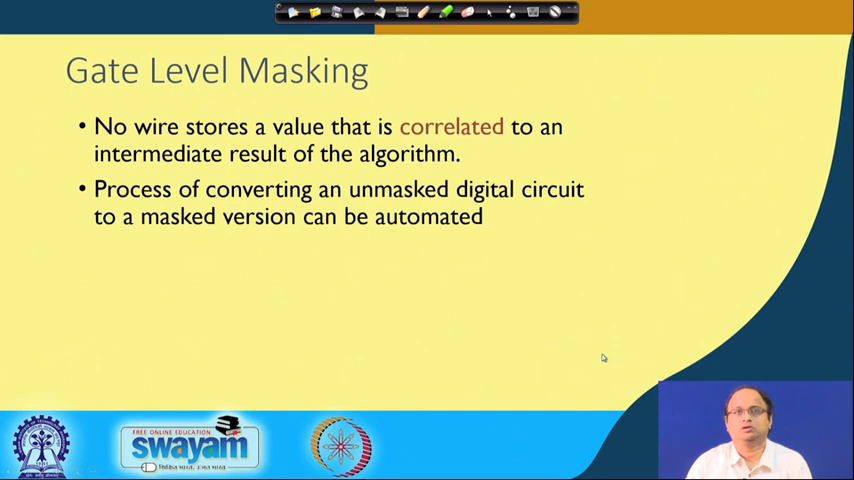 Gate Level Masking
• No wire stores a value that is correlated to an
intermediate result of the algorithm.
• Process of converting an unmasked digital circuit
to a masked version can be automated
FREE ONLINE EDUCATION
swayam